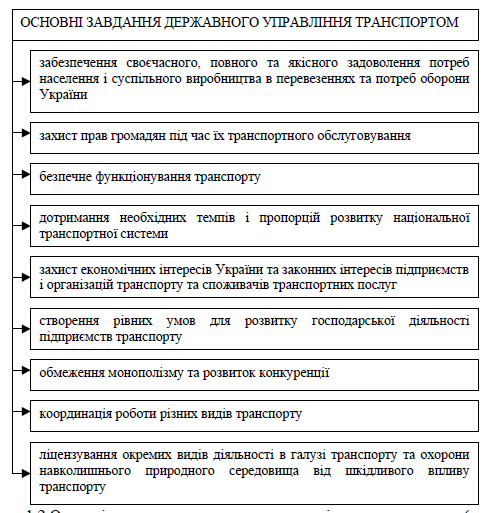 ОСНОВНІ ЗАВДАННЯ ДЕРЖАВНОГО УПРАВЛІННЯ ТРАНСПОРТОМ
забезпечення своєчасного, повного та якісного задоволення потреб
населення і суспільного виробництва в перевезеннях та потреб оборони
України
захист прав громадян під час їх транспортного обслуговування
безпечне функціонування транспорту
дотримання необхідних темпів і пропорцій розвитку національної
транспортної системи
захист економічних інтересів України та законних інтересів підприємств
і організацій транспорту та споживачів транспортних послуг
створення рівних умов для розвитку господарської діяльності
підприємств транспорту
обмеження монополізму та розвиток конкуренції
координація роботи різних видів транспорту
ліцензування окремих видів діяльності в галузі транспорту та охорони
навколишнього природного середовища від шкідливого впливу
транспорту